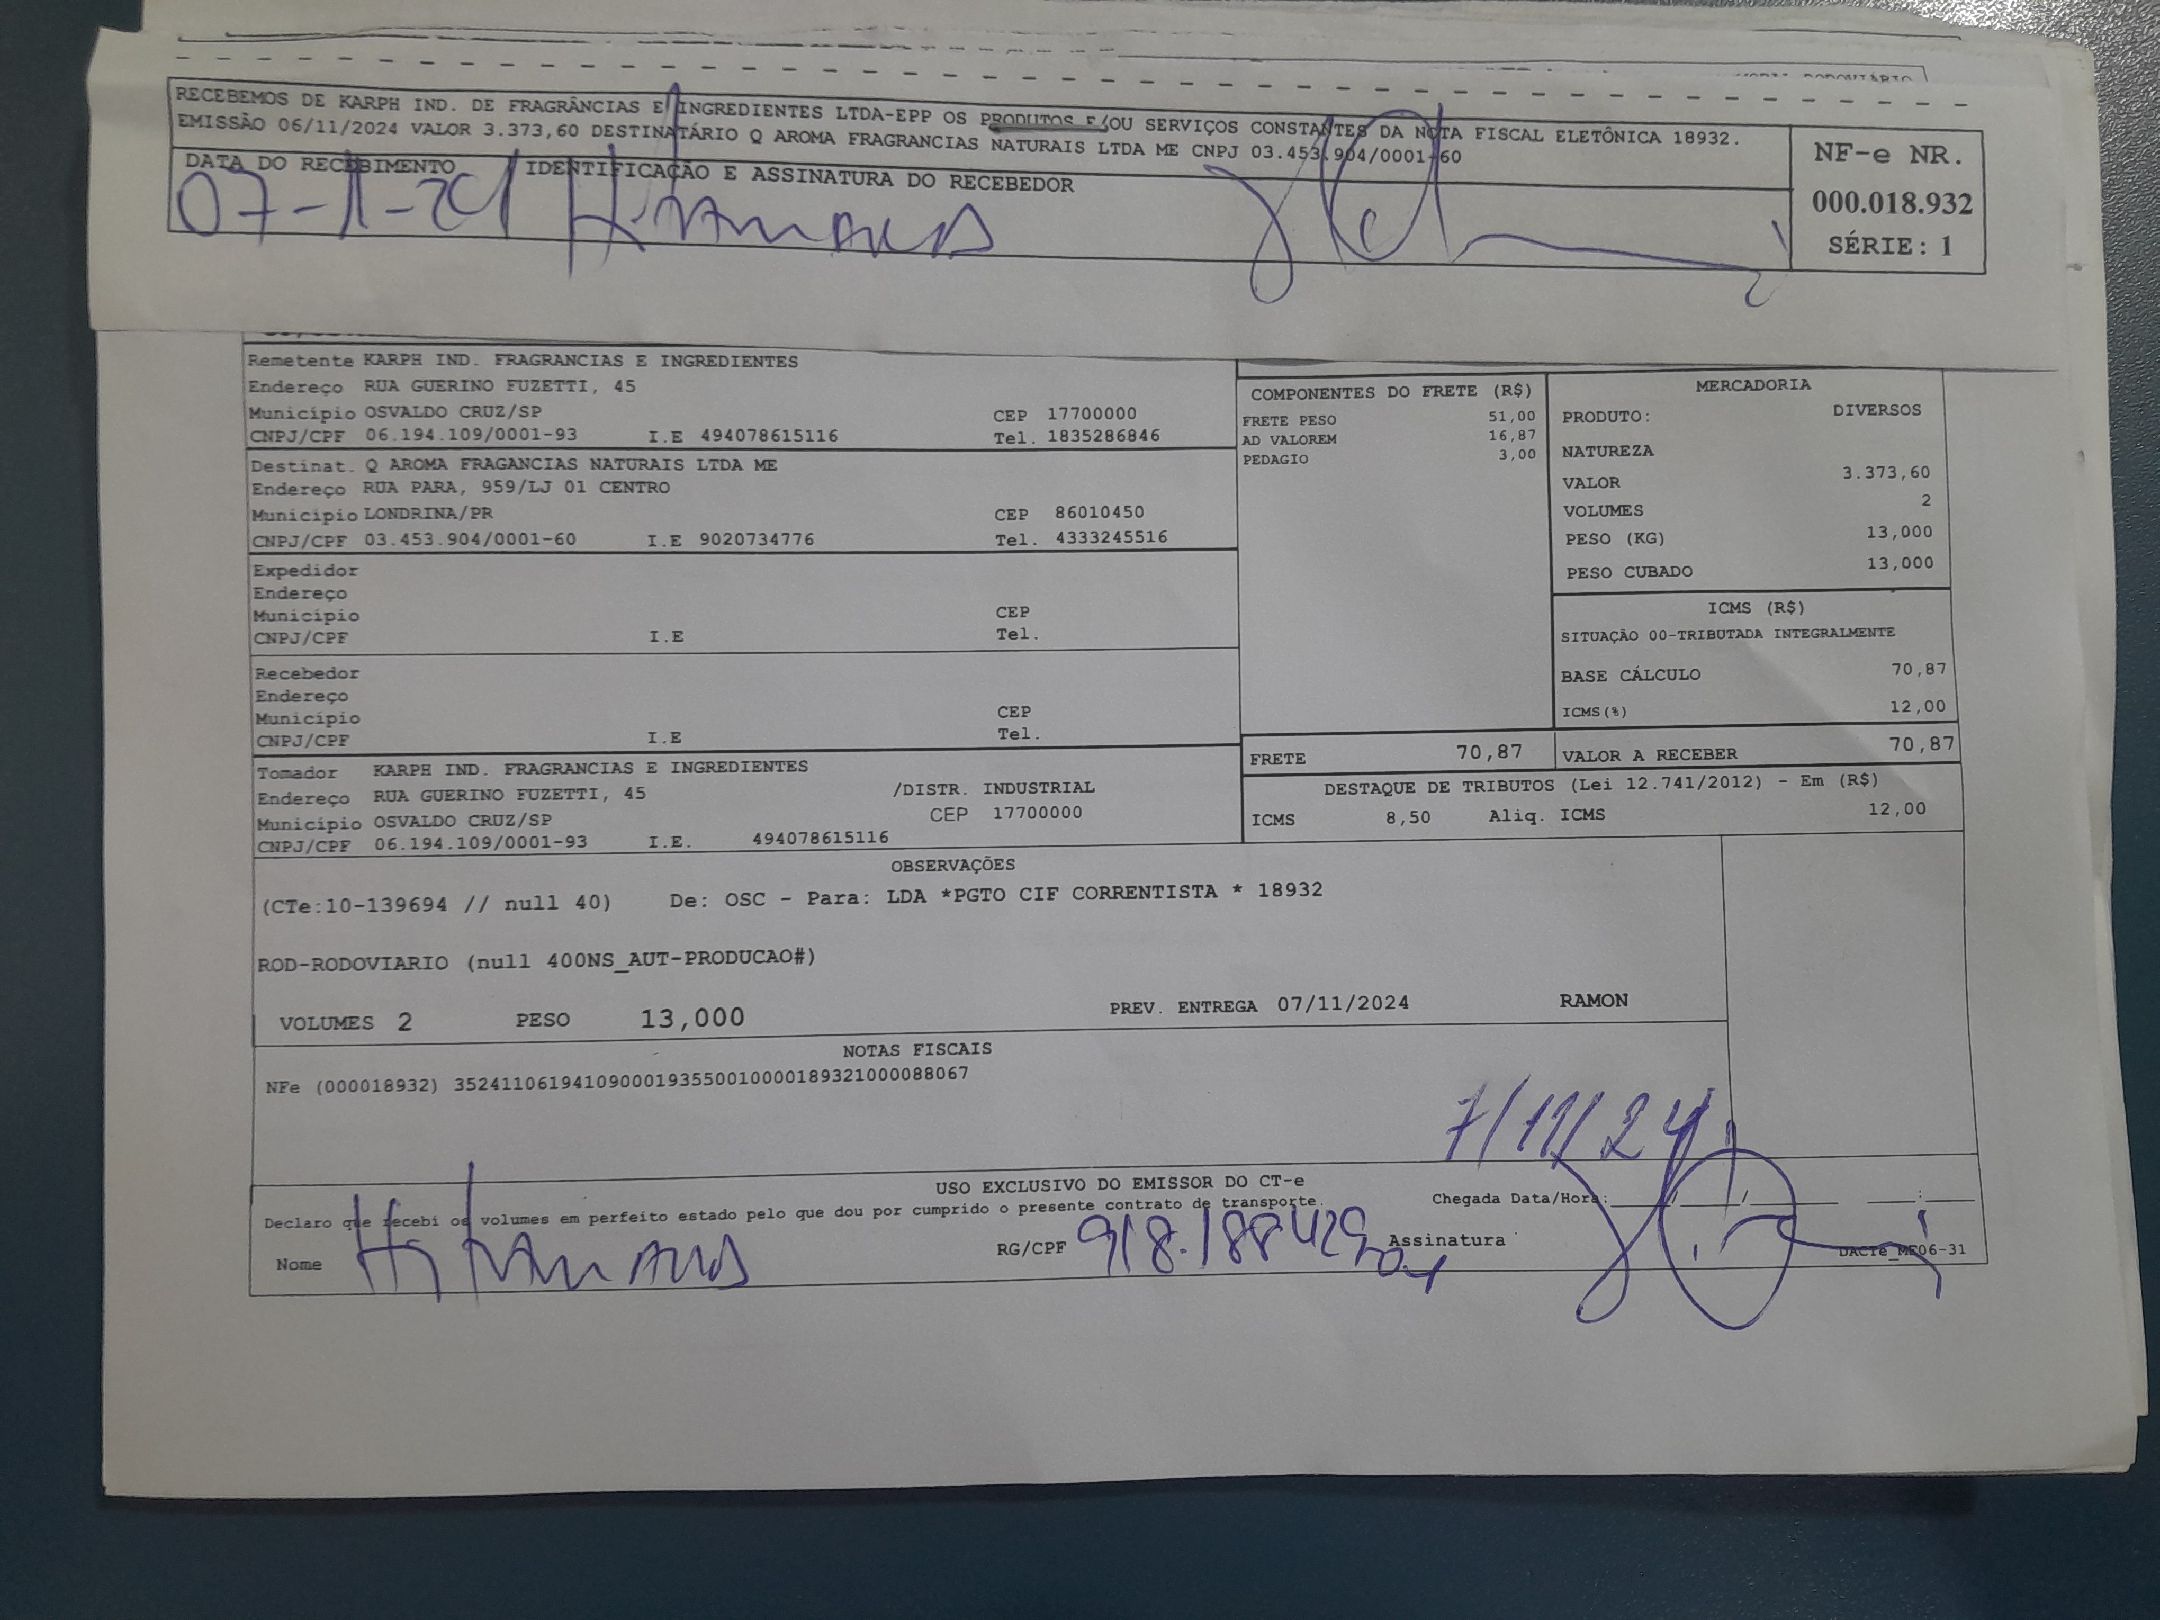 RECEBEMOS DE KARPH IND. DE FRAGRÂNCIAS E INGREDIENTES LTDA-EPP OS PRODUTOS E/OU SERVIÇOS CONSTANTES DA NOTA FISCAL ELETÔNICA 18932.
EMISSÃO 06/11/2024 VALOR 3.373,60 DESTINATÁRIO Q AROMA FRAGRANCIAS NATURAIS LTDA ME CNPJ 03.453.904/0001-60
NF-e NR.
000.018.932
SÉRIE: 1
DATA DO RECEBIMENTO IDENTIFICAÇÃO E ASSINATURA DO RECEBEDOR
Remetente KARPH IND. FRAGRANCIAS E INGREDIENTES
Endereço RUA GUERINO FUZETTI, 45
Município OSVALDO CRUZ/SP CEP 17700000
CNPJ/CPF 06.194.109/0001-93 I.E 494078615116 Tel. 1835286846
Destinat. Q AROMA FRAGANCIAS NATURAIS LTDA ME
Endereço RUA PARA, 959/LJ 01 CENTRO
Município LONDRINA/PR CEP 86010450
CNPJ/CPF 03.453.904/0001-60 I.E 9020734776 Tel. 4333245516
Expedidor
Endereço
Município CEP
CNPJ/CPF I.E Tel.
Recebedor
Endereço
Município CEP
CNPJ/CPF I.E Tel.
Tomador KARPH IND. FRAGRANCIAS E INGREDIENTES
Endereço RUA GUERINO FUZETTI, 45 /DISTR. INDUSTRIAL
Município OSVALDO CRUZ/SP CEP 17700000
CNPJ/CPF 06.194.109/0001-93 I.E. 494078615116
COMPONENTES DO FRETE (R$)
FRETE PESO 51,00
AD VALOREM 16,87
PEDAGIO 3,00
MERCADORIA
PRODUTO: DIVERSOS
NATUREZA
VALOR 3.373,60
VOLUMES 2
PESO (KG) 13,000
PESO CUBADO 13,000
ICMS (R$)
SITUAÇÃO 00-TRIBUTADA INTEGRALMENTE
BASE CÁLCULO 70,87
ICMS(%) 12,00
FRETE 70,87 VALOR A RECEBER 70,87
DESTAQUE DE TRIBUTOS (Lei 12.741/2012) - Em (R$)
ICMS 8,50 Aliq. ICMS 12,00
OBSERVAÇÕES
(CTe:10-139694 // null 40) De: OSC - Para: LDA *PGTO CIF CORRENTISTA * 18932
ROD-RODOVIARIO (null 400NS_AUT-PRODUCAO#)
VOLUMES 2 PESO 13,000 PREV. ENTREGA 07/11/2024 RAMON
NOTAS FISCAIS
NFe (000018932) 35241106194109000193550010000189321000088067
7/11/24
USO EXCLUSIVO DO EMISSOR DO CT-e
Declaro que recebi os volumes em perfeito estado pelo que dou por cumprido o presente contrato de transporte. Chegada Data/Hora: / / :
Nome RG/CPF Assinatura
DACTe_ME06-31